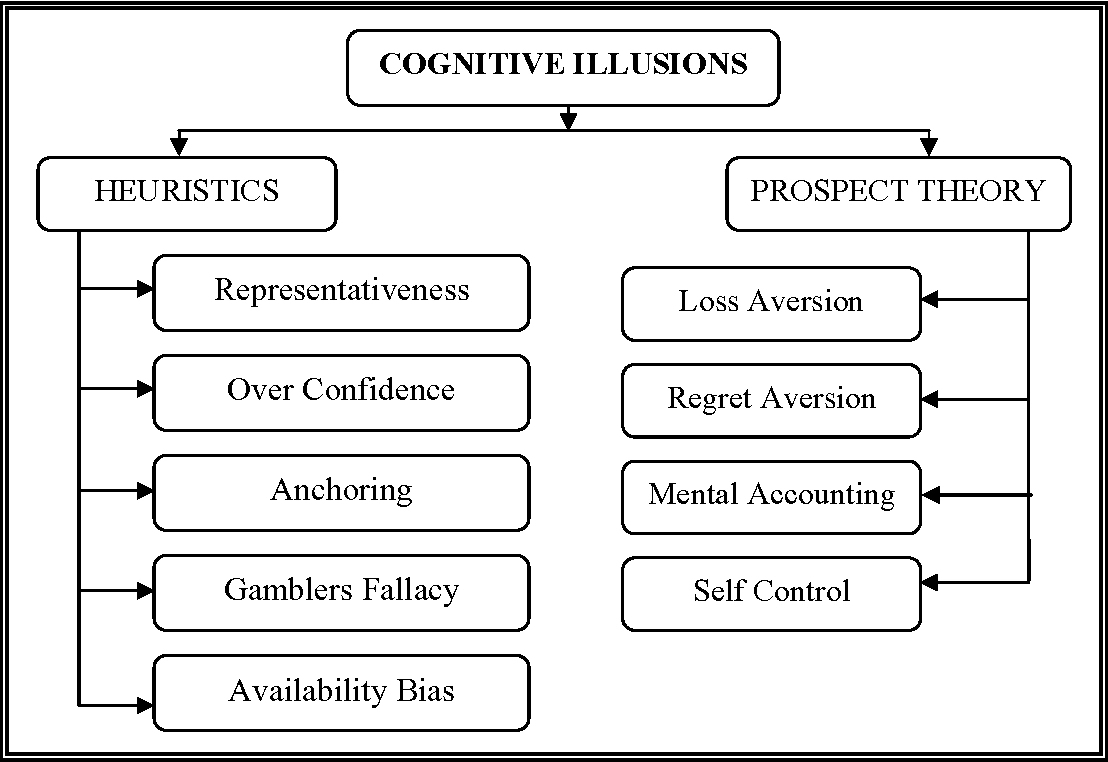 COGNITIVE ILLUSIONS
HEURISTICS
PROSPECT THEORY
Representativeness
Over Confidence
Anchoring
Gamblers Fallacy
Availability Bias
Loss Aversion
Regret Aversion
Mental Accounting
Self Control